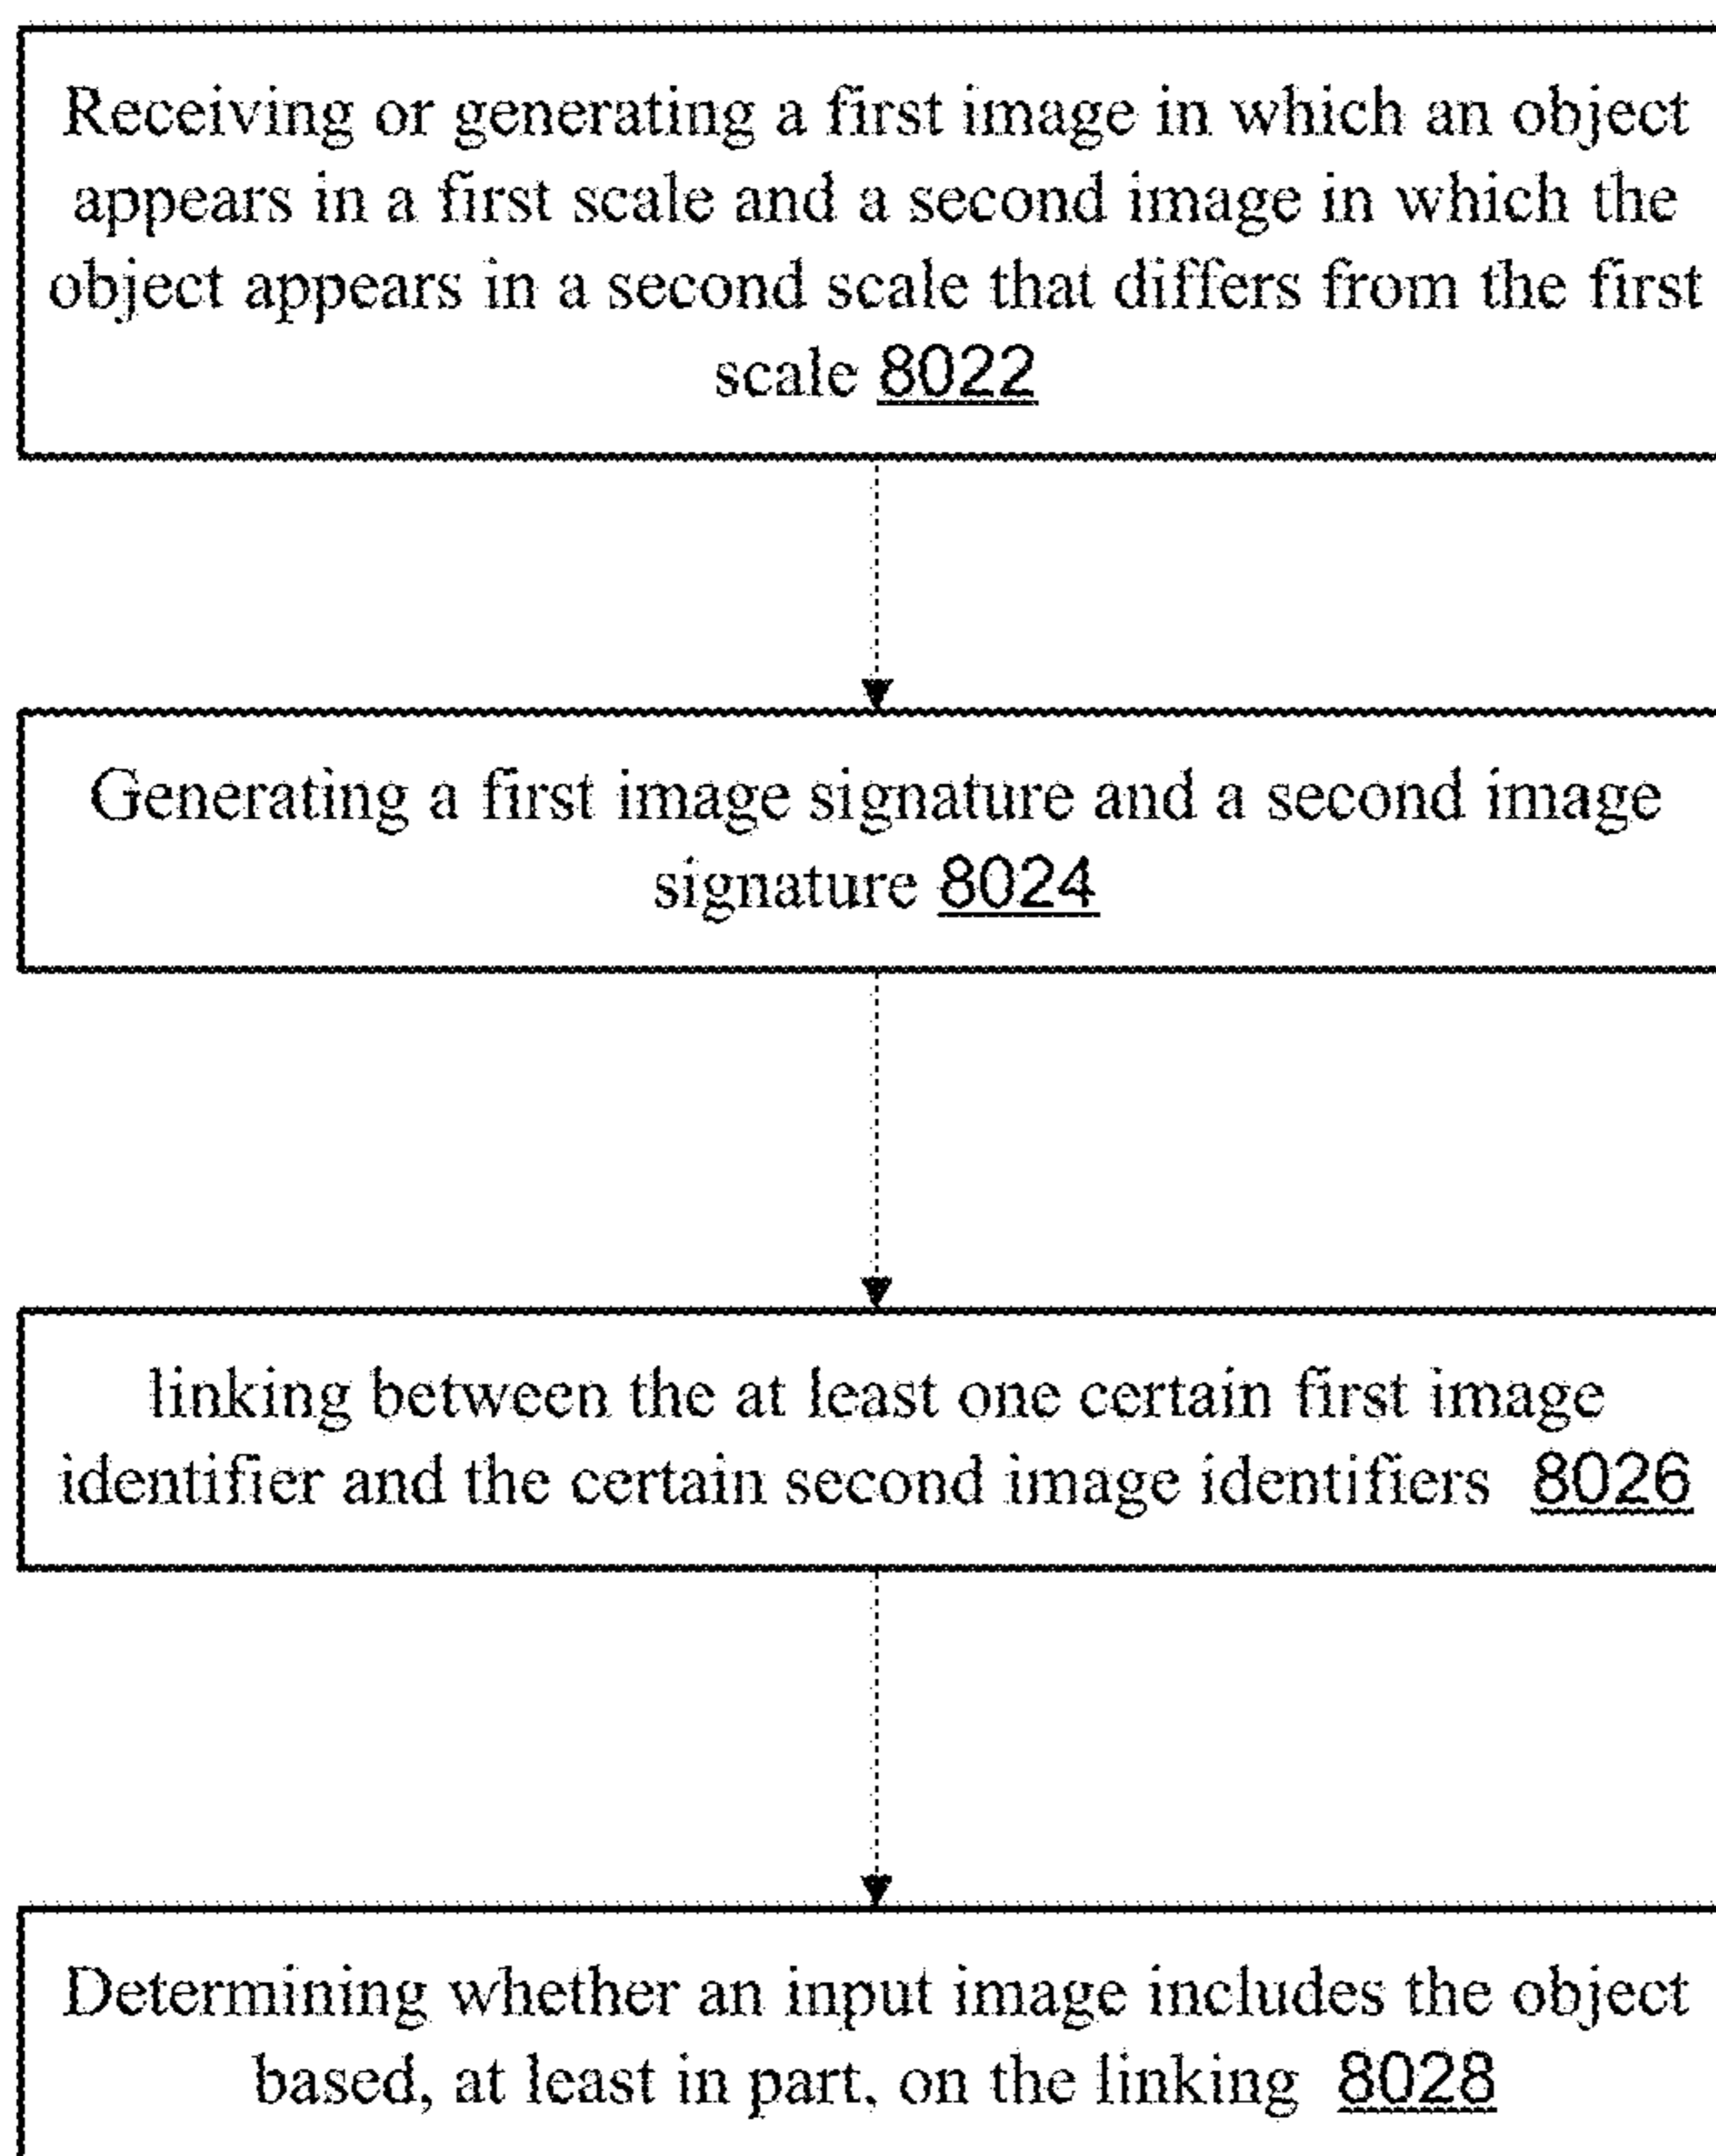 Receiving or generating a first image in which an object
appears in a first scale and a second image in which the
object appears in a second scale that differs from the first
scale 8022
Generating a first image signature and a second image
signature 8024
linking between the at least one certain first image
identifier and the certain second image identifiers 8026
Determining whether an input image includes the object
based, at least in part, on the linking 8028